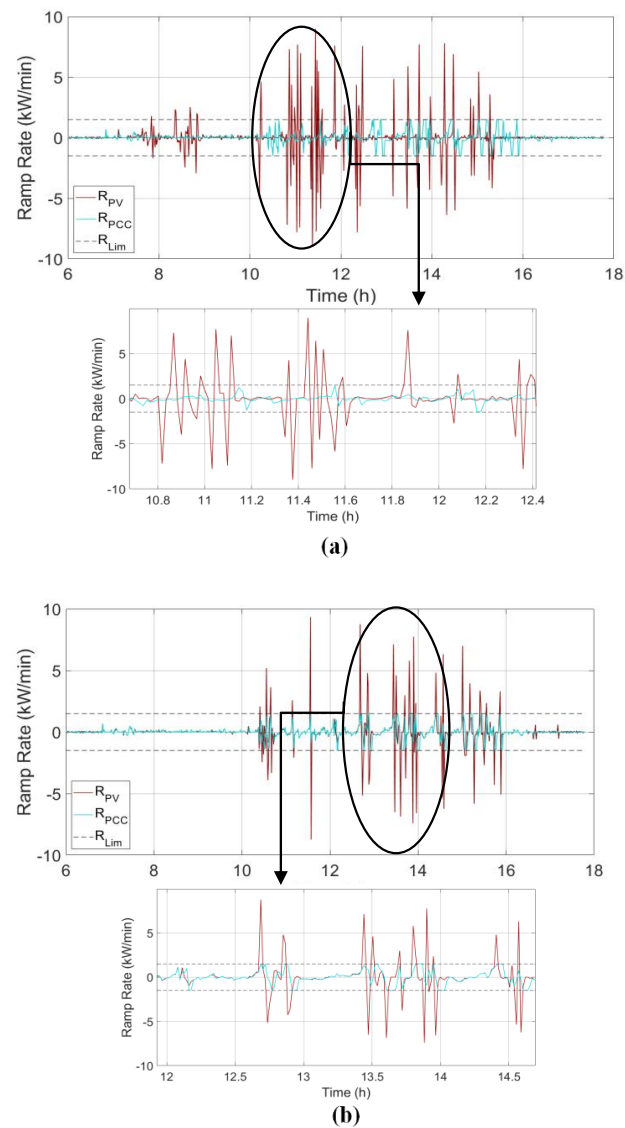 10
5
0
-5
-10
Ramp Rate (kW/min)
R_PV
R_PCC
R_Lim
6 8 10 12 14 16 18
Time (h)
5
0
-5
-10
Ramp Rate (kW/min)
10.8 11 11.2 11.4 11.6 11.8 12 12.2 12.4
Time (h)
(a)
10
5
0
-5
-10
Ramp Rate (kW/min)
R_PV
R_PCC
R_Lim
6 8 10 12 14 16 18
Time (h)
10
5
0
-5
-10
Ramp Rate (kW/min)
12 12.5 13 13.5 14 14.5
Time (h)
(b)